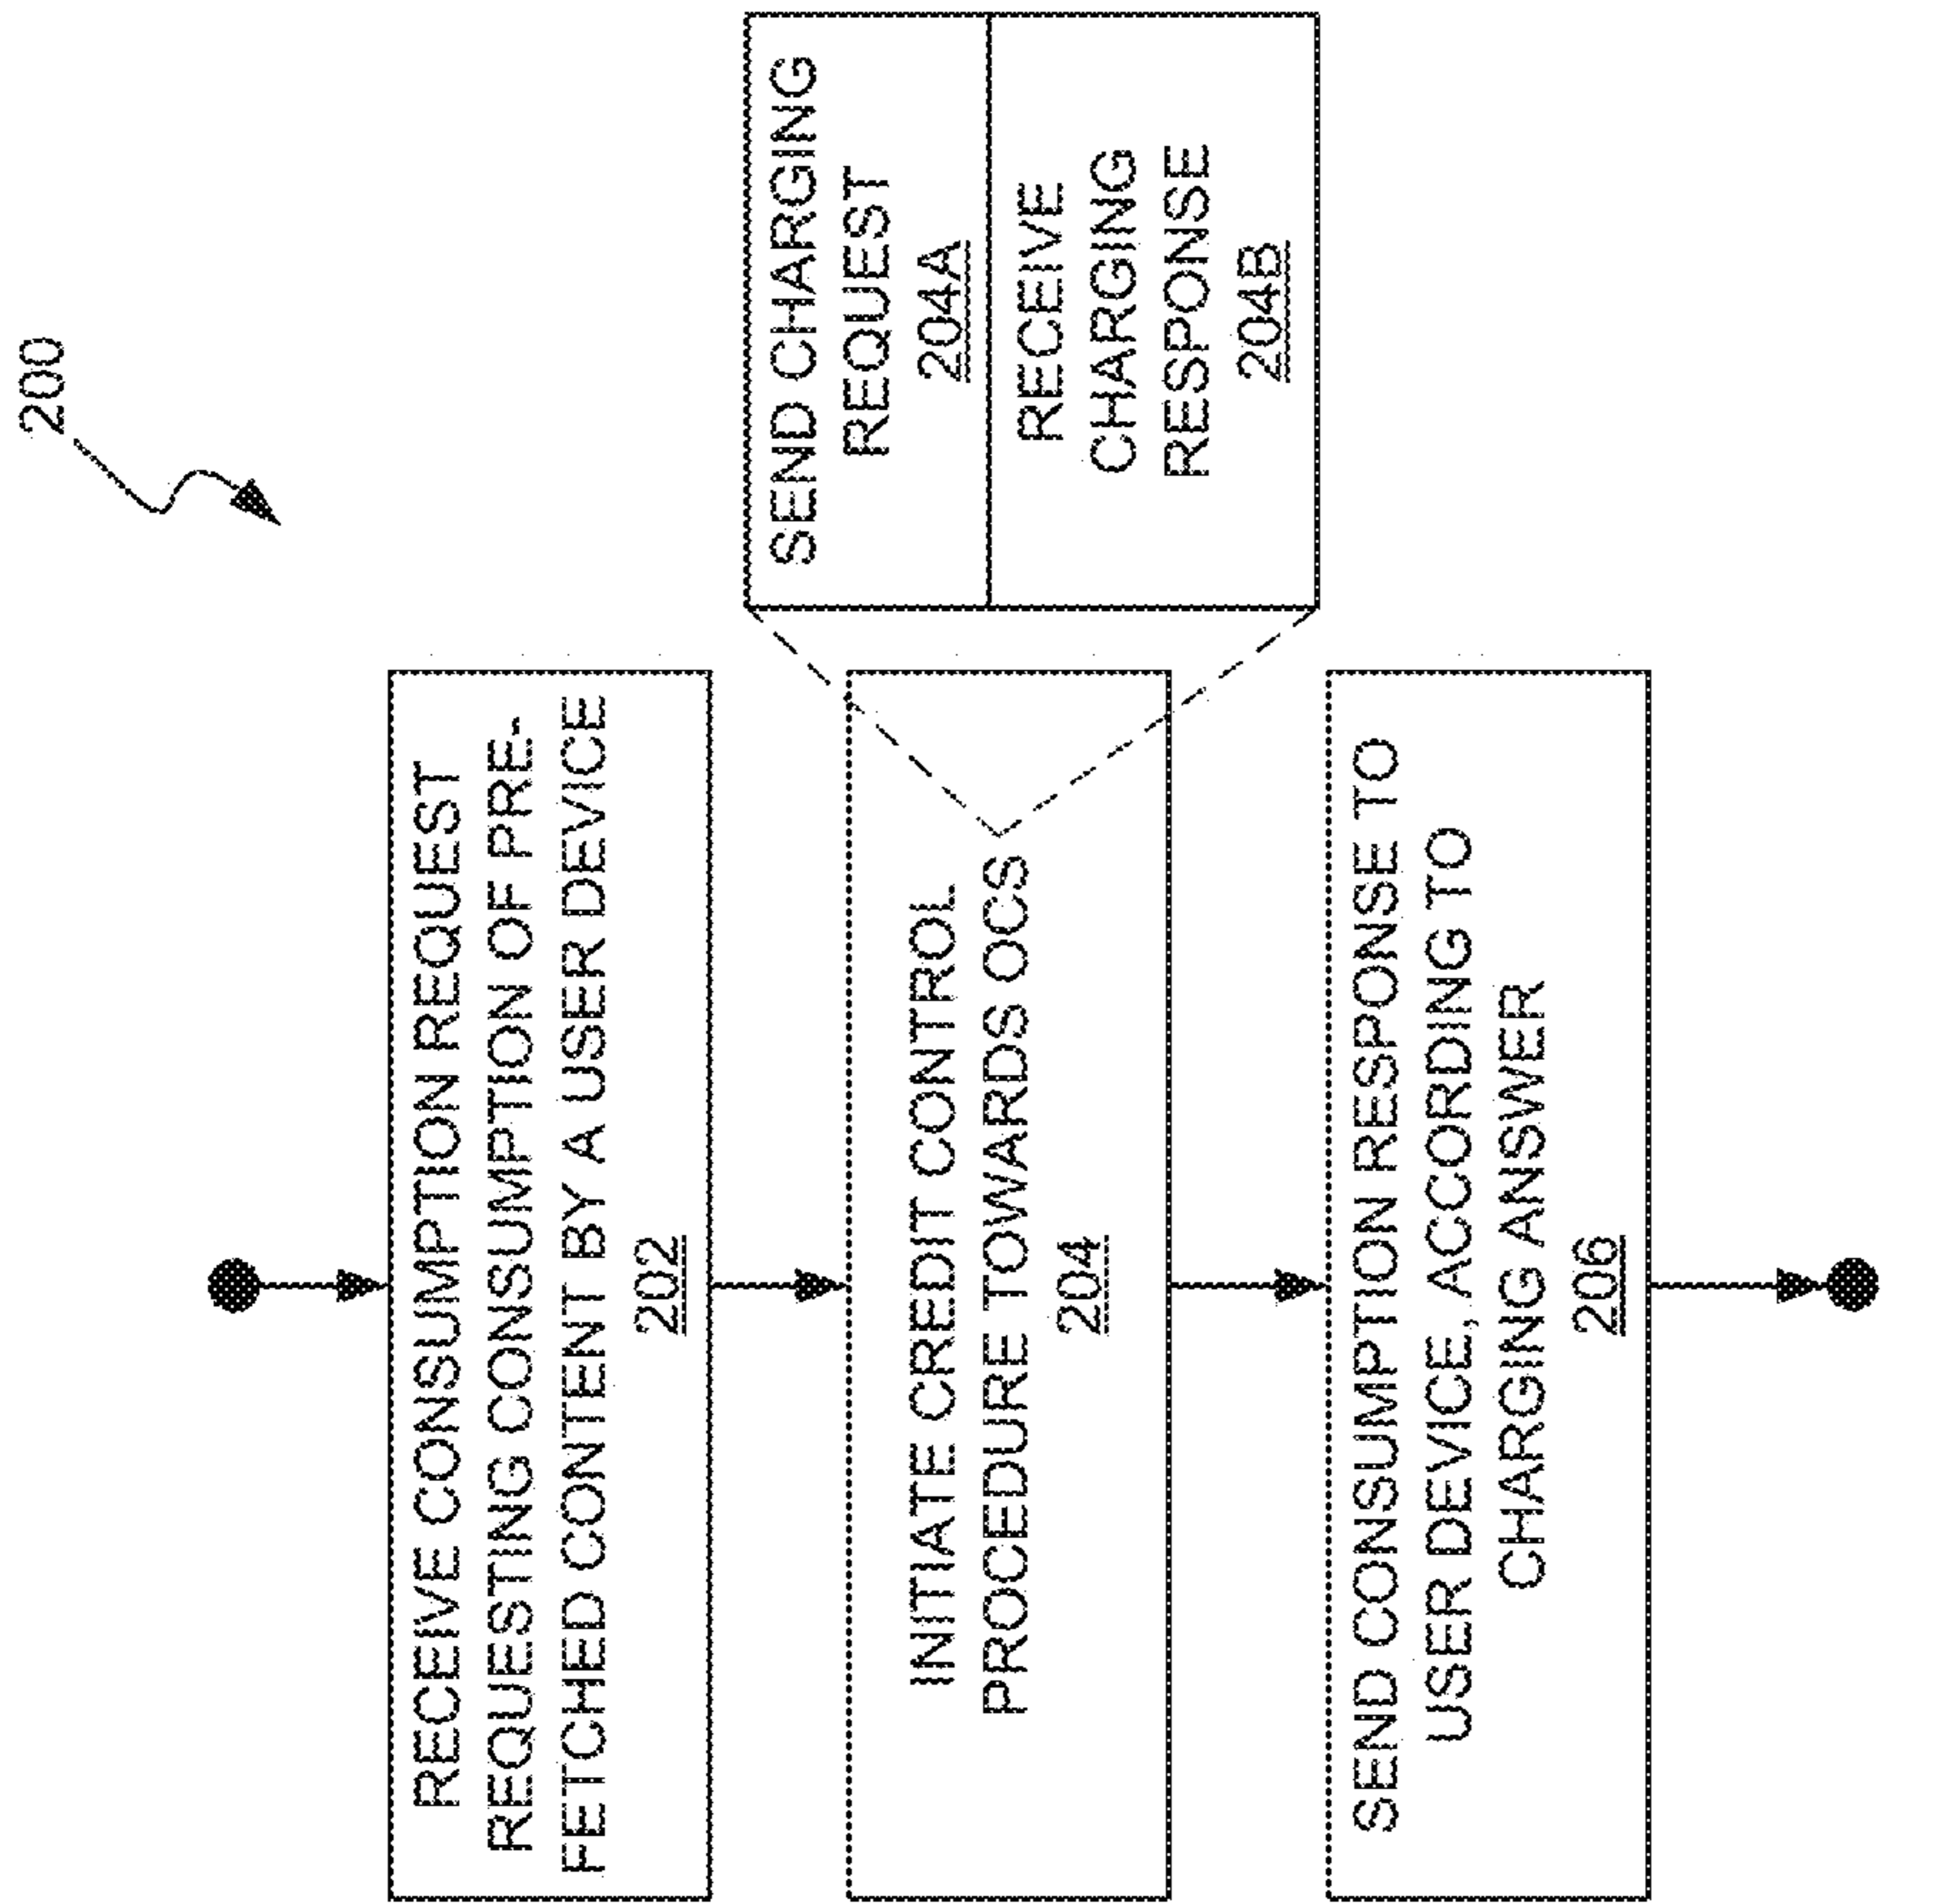 200
RECEIVE CONSUMPTION REQUEST
REQUESTING CONSUMPTION OF PRE-
FETCHED CONTENT BY A USER DEVICE
202
INITIATE CREDIT CONTROL
PROCEDURE TOWARDS OCS
204
SEND CHARGING
REQUEST
204A
RECEIVE
CHARGING
RESPONSE
204B
SEND CONSUMPTION RESPONSE TO
USER DEVICE, ACCORDING TO
CHARGING ANSWER
206